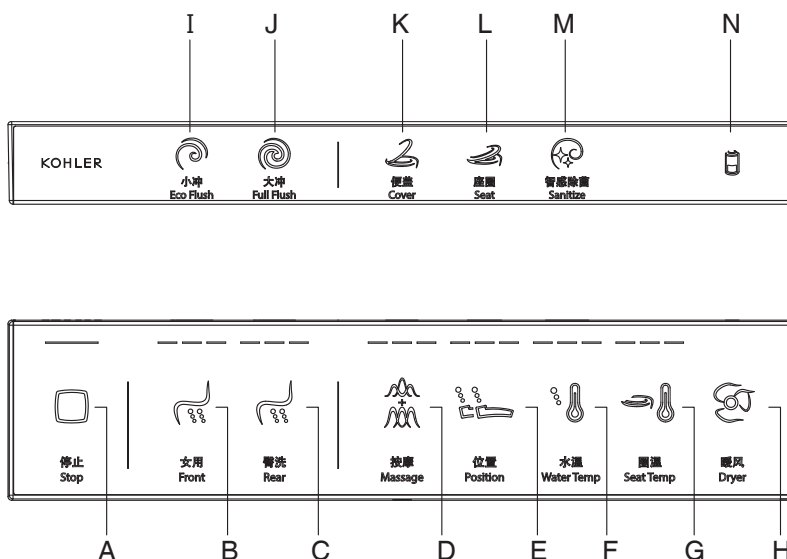 I J K L M N
KOHLER
小冲 大冲 便盖 座圈 智感除菌
Eco Flush Full Flush Cover Seat Sanitize
停止 女用 臀洗 按摩 位置 水温 圈温 暖风
Stop Front Rear Massage Position Water Temp Seat Temp Dryer
A B C D E F G H